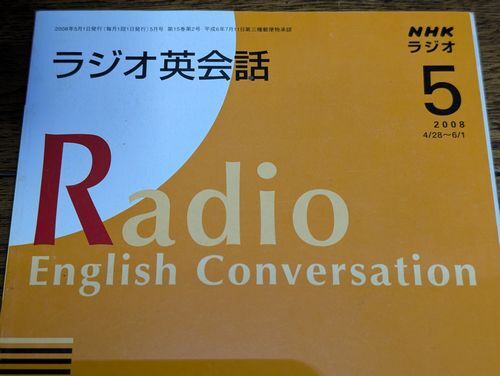 2008年5月1日発行(毎月1回1日発行)5月号 第15巻第2号 平成6年7月11日第三種郵便物承認
ラジオ英会話
NHK
ラジオ
5
2008
4/28〜6/1
Radio
English Conversation